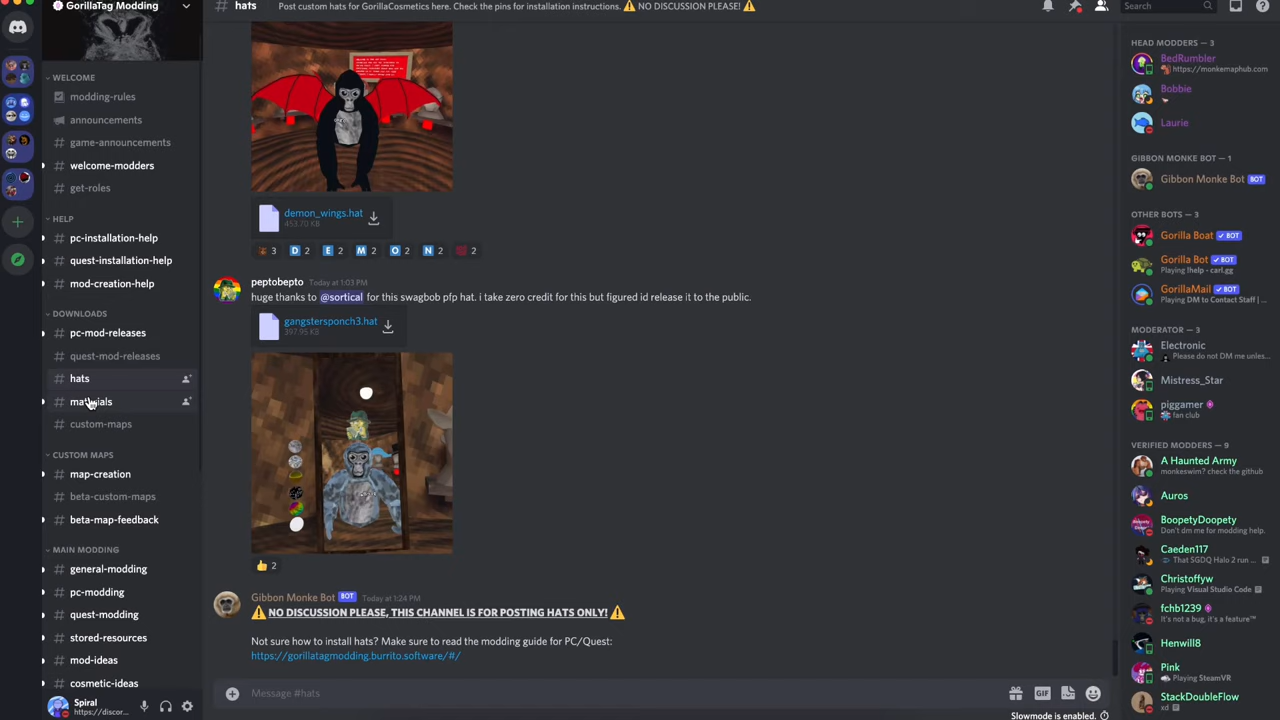 GorillaTag Modding
WELCOME
modding-rules
announcements
game-announcements
welcome-modders
get-roles
HELP
pc-installation-help
quest-installation-help
mod-creation-help
DOWNLOADS
pc-mod-releases
quest-mod-releases
hats
materials
custom-maps
CUSTOM MAPS
map-creation
beta-custom-maps
beta-map-feedback
MAIN MODDING
general-modding
pc-modding
quest-modding
stored-resources
mod-ideas
cosmetic-ideas
Spiral
https://discor...
# hats
Post custom hats for GorillaCosmetics here. Check the pins for installation instructions. ⚠️ NO DISCUSSION PLEASE! ⚠️
Search
demon_wings.hat
453.70 KB
3 D 2 E 2 M 2 O 2 N 2 2
peptobepto Today at 1:03 PM
huge thanks to @sortical for this swagbob pfp hat. i take zero credit for this but figured id release it to the public.
gangstersponch3.hat
397.95 KB
👍 2
Gibbon Monke Bot BOT Today at 1:24 PM
⚠️ NO DISCUSSION PLEASE, THIS CHANNEL IS FOR POSTING HATS ONLY! ⚠️
Not sure how to install hats? Make sure to read the modding guide for PC/Quest:
https://gorillatagmodding.burrito.software/#/
Message #hats
GIF
Slowmode is enabled.
HEAD MODDERS — 3
BedRumbler
https://monkemaphub.com
Bobbie
Laurie
GIBBON MONKE BOT — 1
Gibbon Monke Bot BOT
OTHER BOTS — 3
Gorilla Boat ✓ BOT
Gorilla Bot ✓ BOT
Playing !help - carl.gg
GorillaMail ✓ BOT
Playing DM to Contact Staff |...
MODERATOR — 3
Electronic
Please do not DM me unles...
Mistress_Star
piggamer
fan club
VERIFIED MODDERS — 9
A Haunted Army
monkeswim? check the github
Auros
BoopetyDoopety
Don't dm me for modding help.
Caeden117
That SGDQ Halo 2 run ...
Christoffyw
Playing Visual Studio Code
fchb1239
It's not a bug, it's a feature™
Henwill8
Pink
Playing SteamVR
StackDoubleFlow
xd